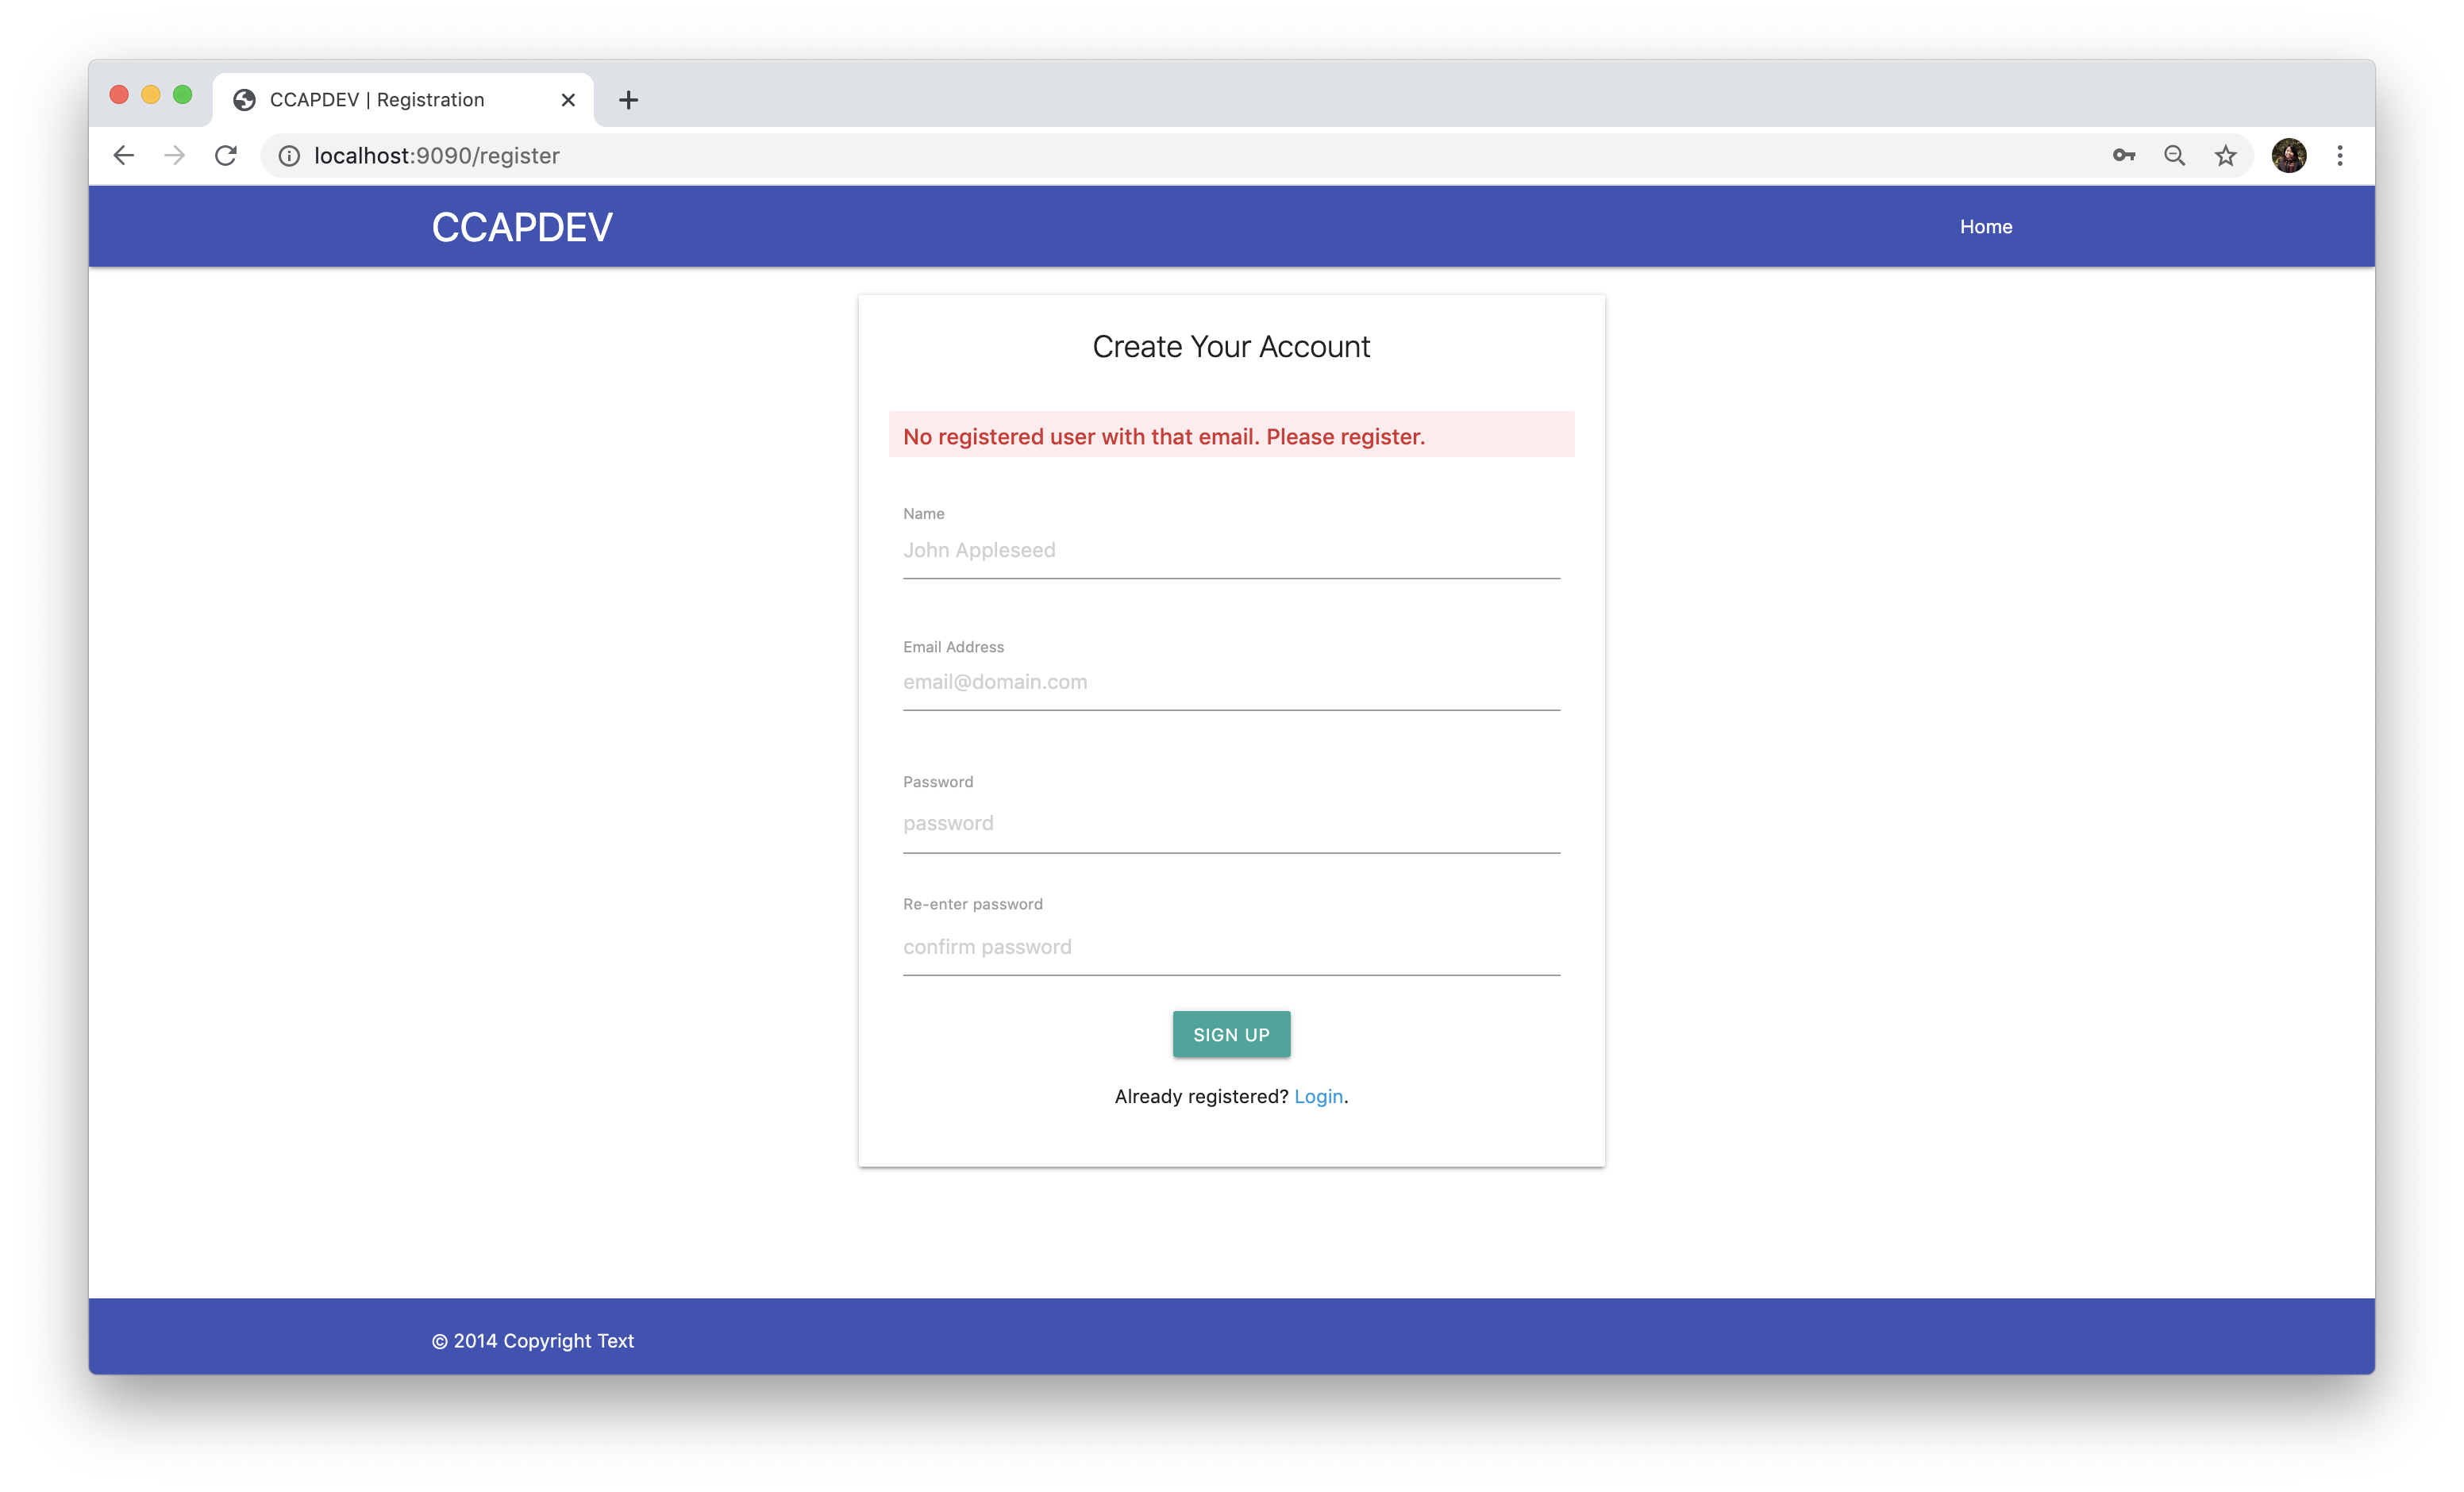 CCAPDEV | Registration
localhost:9090/register
CCAPDEV
Home
Create Your Account
No registered user with that email. Please register.
Name
John Appleseed
Email Address
email@domain.com
Password
password
Re-enter password
confirm password
SIGN UP
Already registered? Login.
© 2014 Copyright Text